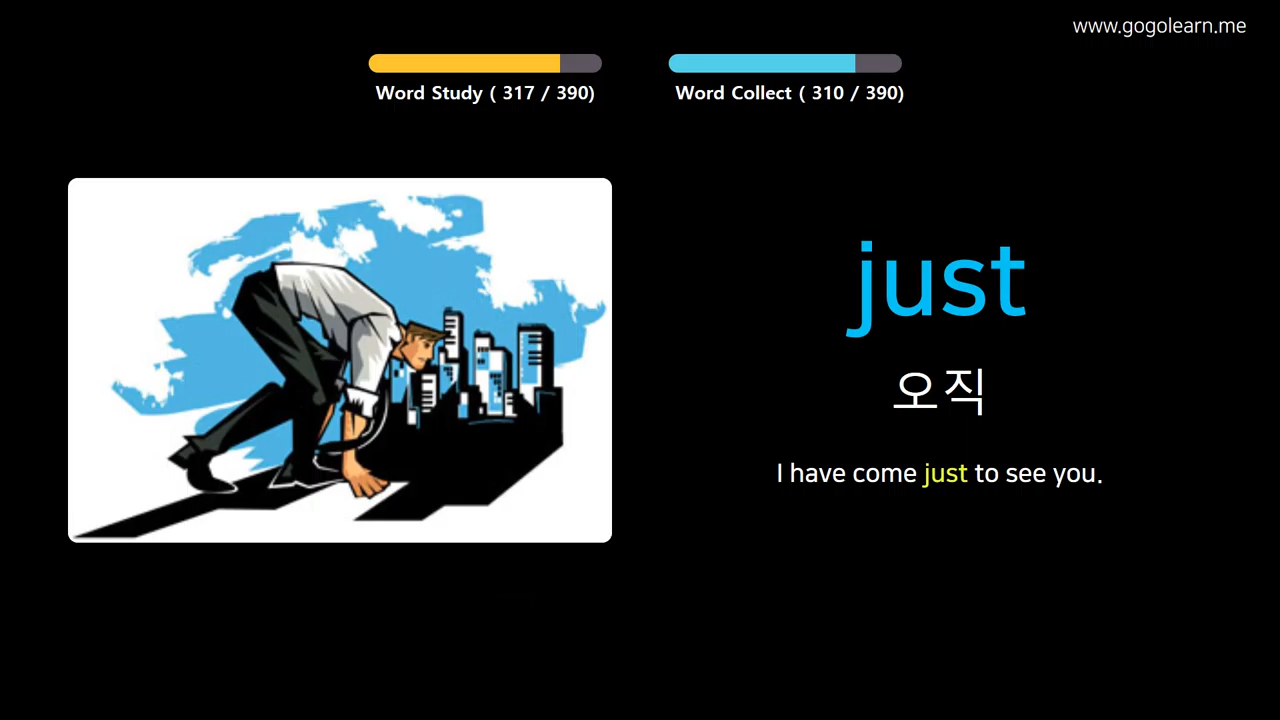 www.gogolearn.me
Word Study ( 317 / 390)
Word Collect ( 310 / 390)
just
오직
I have come just to see you.